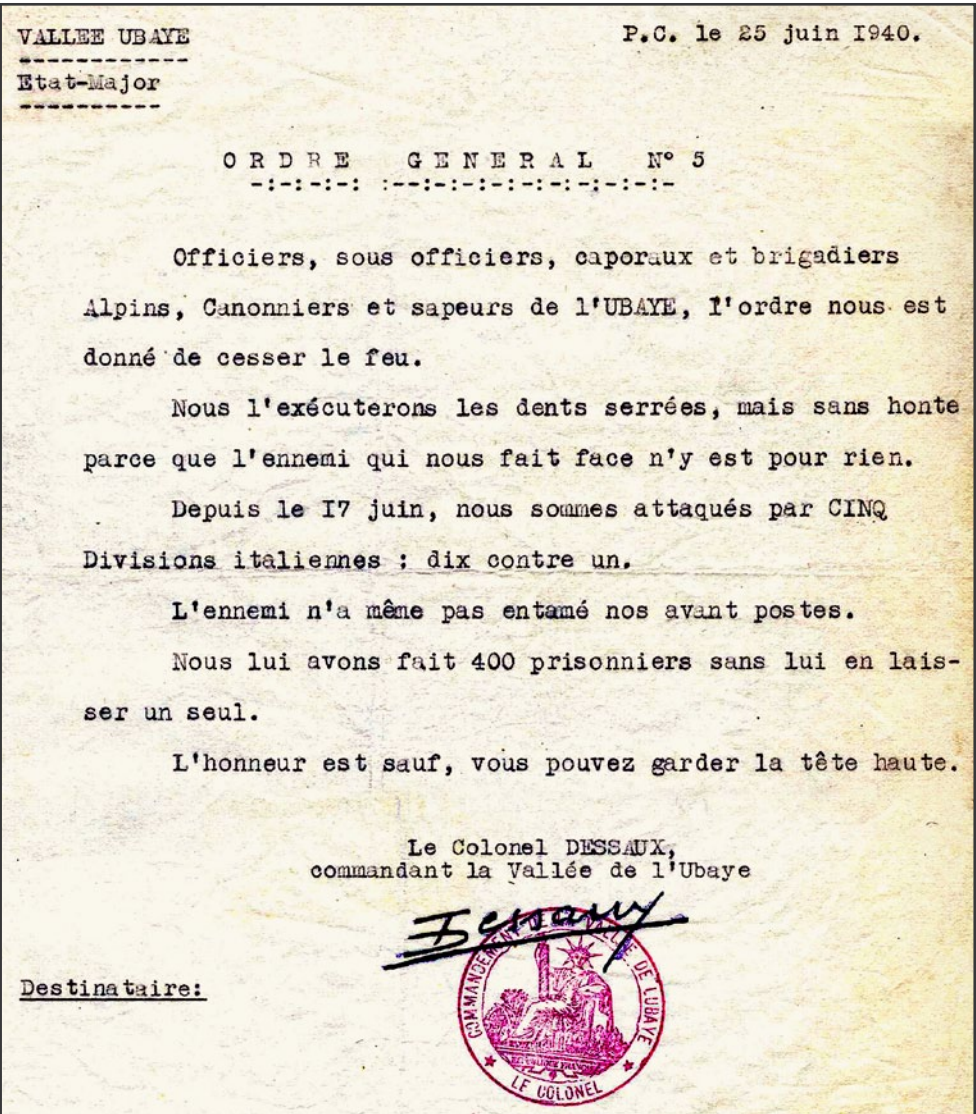 VALLEE UBAYE
-----------
Etat-Major
----------
P.C. le 25 juin I940.
O R D R E   G E N E R A L   N° 5
-:-:-:-: :--:-:-:-:-:-:-:-:-:-
Officiers, sous officiers, caporaux et brigadiers
Alpins, Canonniers et sapeurs de l'UBAYE, l'ordre nous est
donné de cesser le feu.
Nous l'exécuterons les dents serrées, mais sans honte
parce que l'ennemi qui nous fait face n'y est pour rien.
Depuis le I7 juin, nous sommes attaqués par CINQ
Divisions italiennes : dix contre un.
L'ennemi n'a même pas entamé nos avant postes.
Nous lui avons fait 400 prisonniers sans lui en lais-
ser un seul.
L'honneur est sauf, vous pouvez garder la tête haute.
Le Colonel DESSAUX,
commandant la Vallée de l'Ubaye
Dessaux
COMMANDEMENT DE LA VALLEE DE L'UBAYE
LE COLONEL
Destinataire: